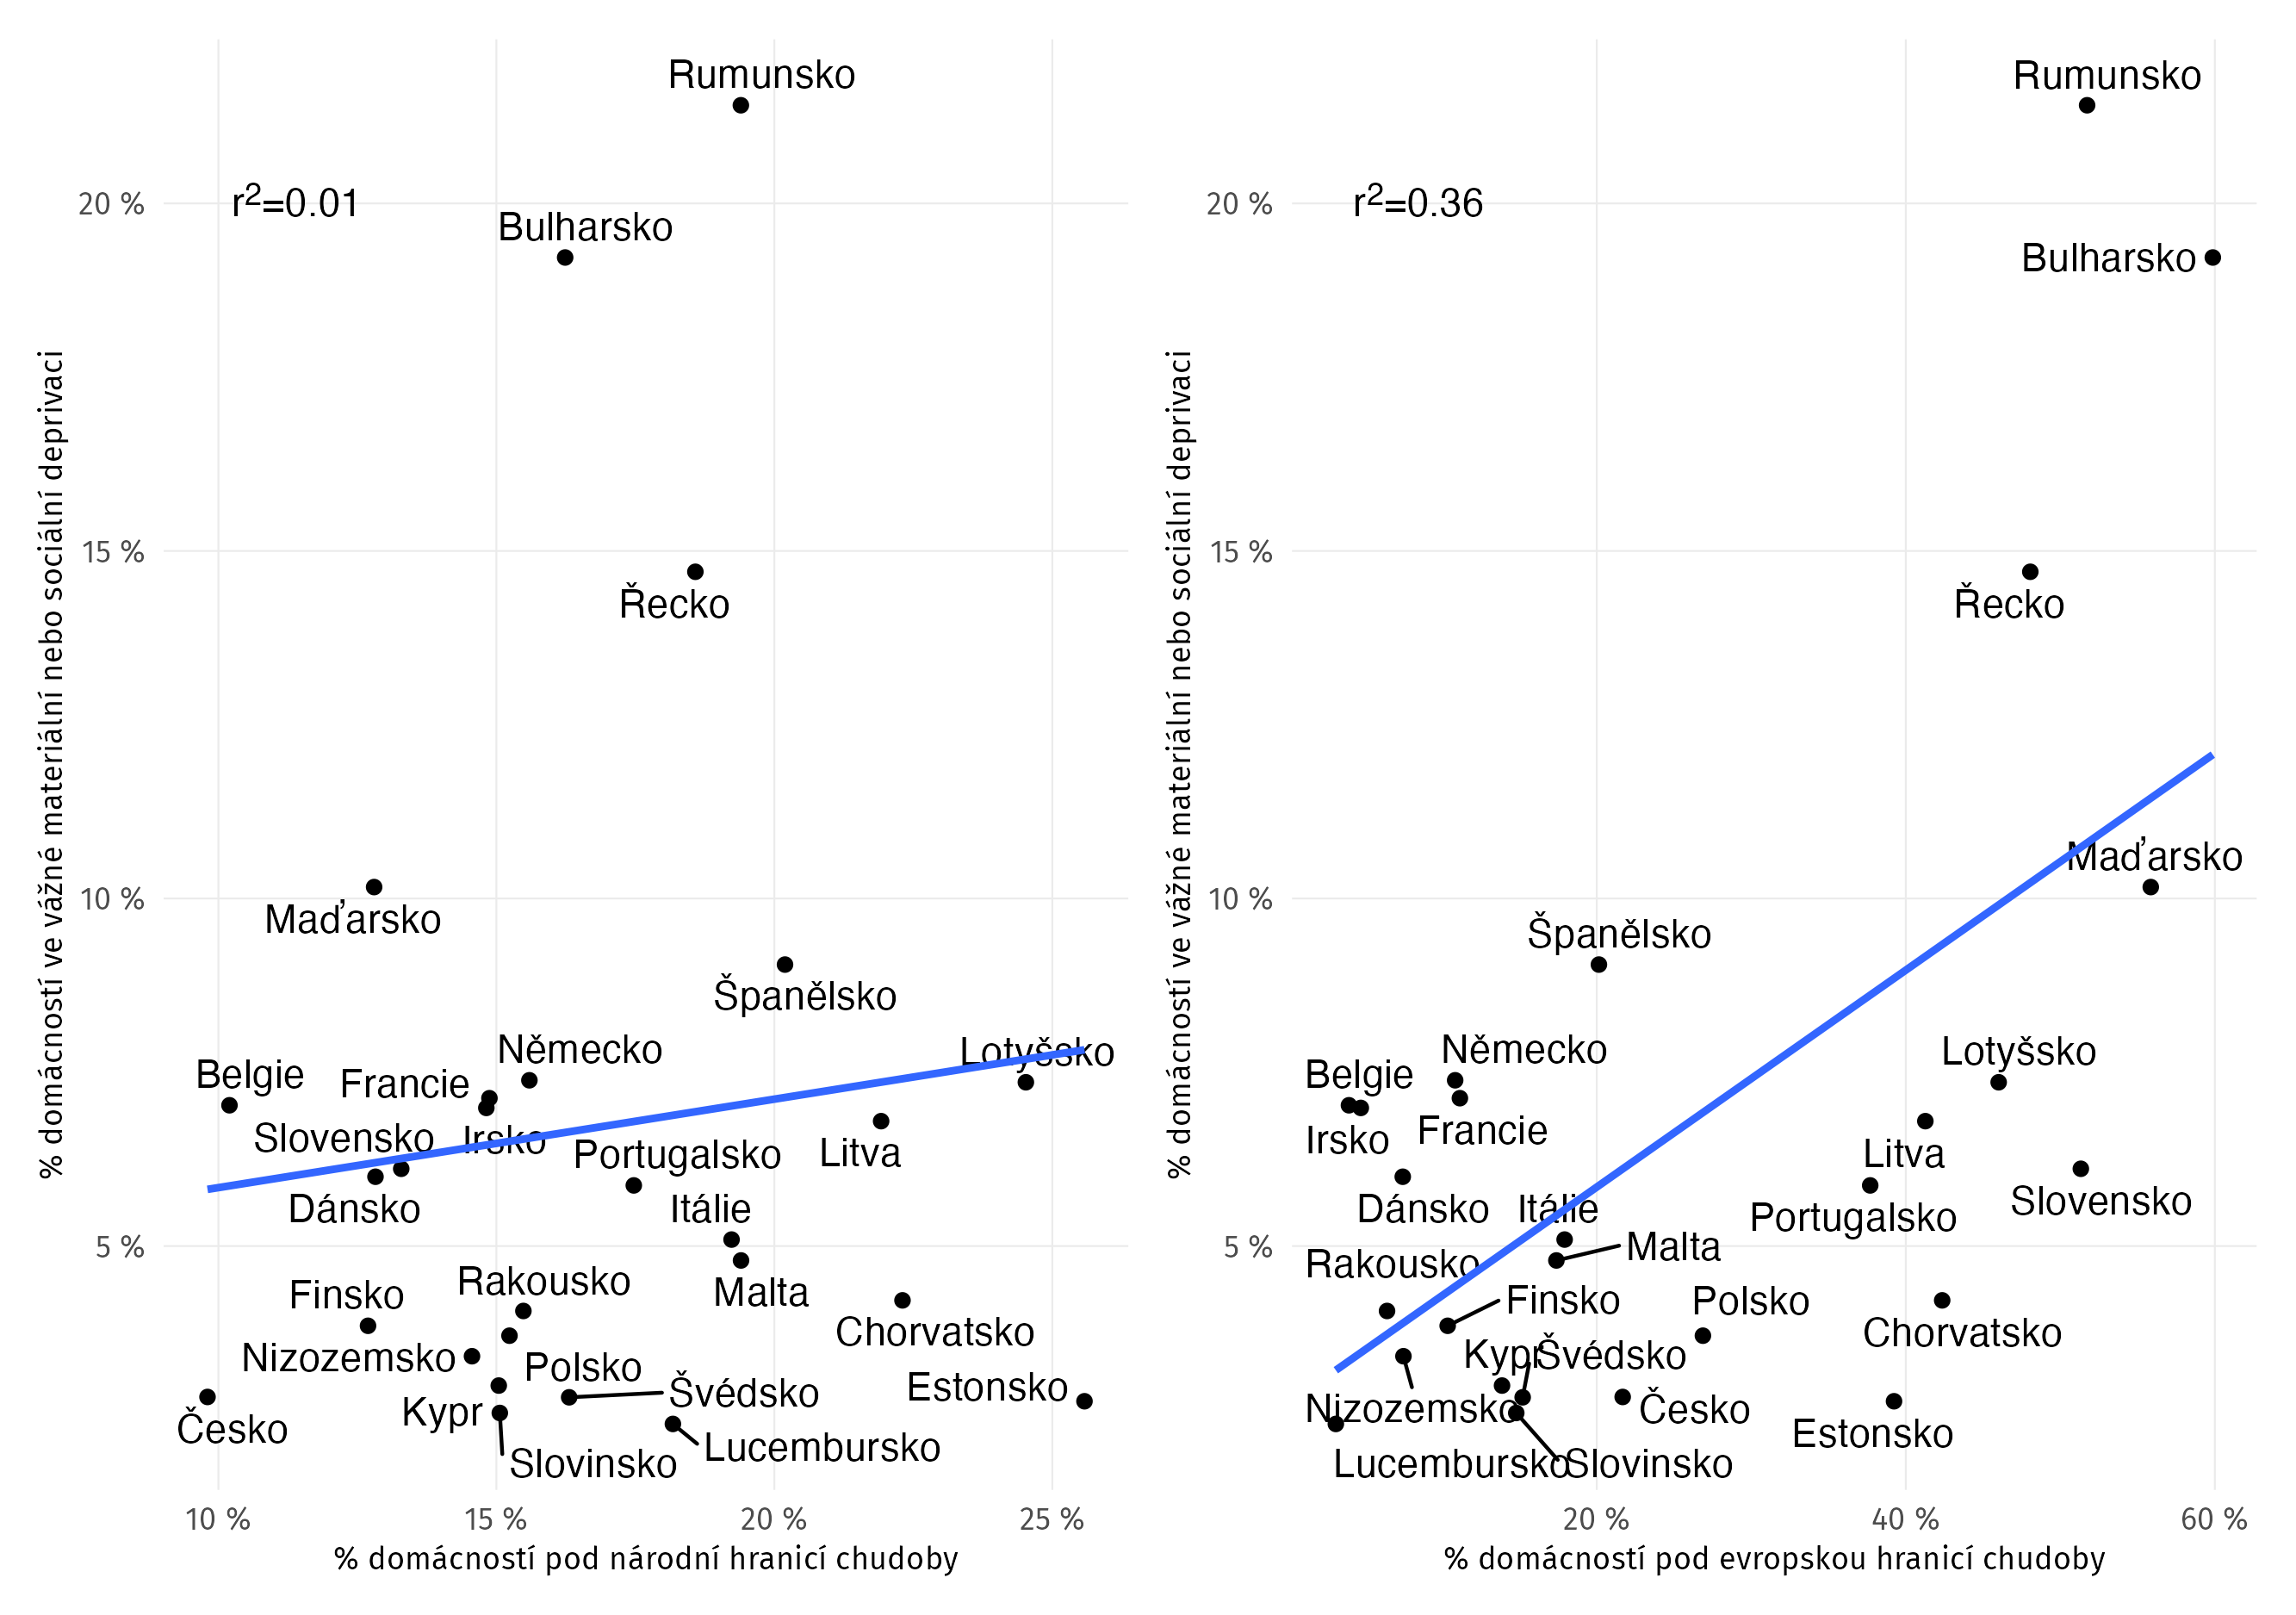 Rumunsko
20 %
r²=0.01
Bulharsko
15 %
Řecko
10 %
Maďarsko
Španělsko
Německo
Lotyšsko
Belgie
Francie
Slovensko
Irsko
Portugalsko
Litva
Dánsko
Itálie
5 %
Rakousko
Finsko
Malta
Chorvatsko
Nizozemsko
Polsko
Švédsko
Estonsko
Česko
Kypr
Lucembursko
Slovinsko
10 %
15 %
20 %
25 %
% domácností pod národní hranicí chudoby
% domácností ve vážné materiální nebo sociální deprivaci
Rumunsko
20 %
r²=0.36
Bulharsko
15 %
Řecko
10 %
Maďarsko
Španělsko
Německo
Lotyšsko
Belgie
Francie
Irsko
Litva
Slovensko
Dánsko
Itálie
Portugalsko
5 %
Malta
Rakousko
Finsko
Polsko
Chorvatsko
Kypr
Švédsko
Nizozemsko
Česko
Estonsko
Lucembursko
Slovinsko
20 %
40 %
60 %
% domácností pod evropskou hranicí chudoby
% domácností ve vážné materiální nebo sociální deprivaci